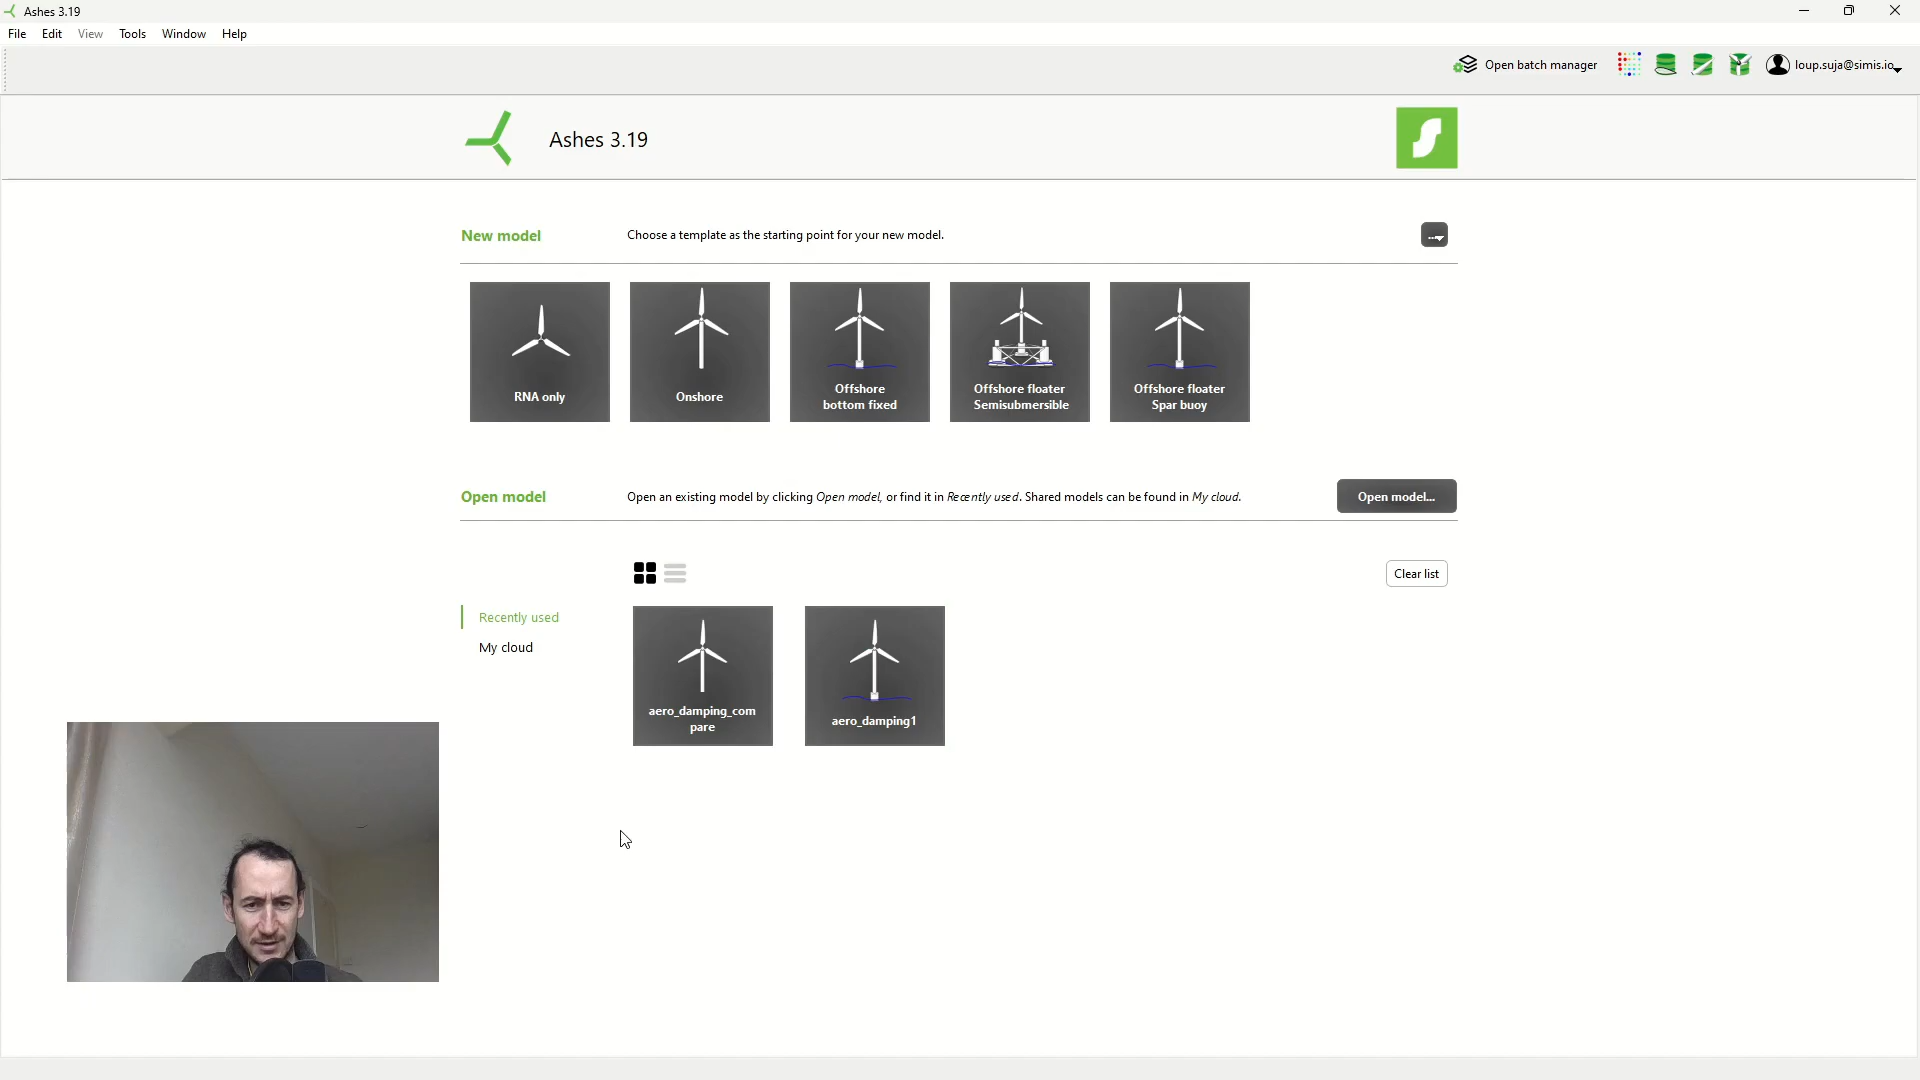 Ashes 3.19
File Edit View Tools Window Help
Open batch manager
loup.suja@simis.io
Ashes 3.19
New model
Choose a template as the starting point for your new model.
...
RNA only
Onshore
Offshore
bottom fixed
Offshore floater
Semisubmersible
Offshore floater
Spar buoy
Open model
Open an existing model by clicking Open model, or find it in Recently used. Shared models can be found in My cloud.
Open model...
Clear list
Recently used
My cloud
aero_damping_com
pare
aero_damping1